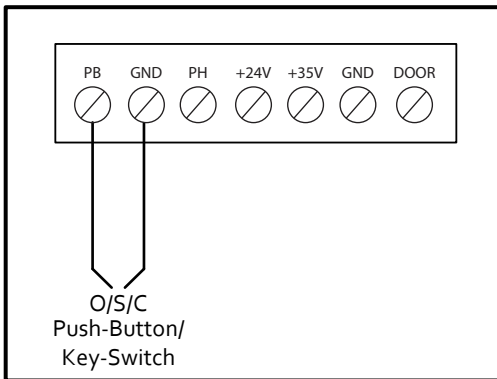 PB GND PH +24V +35V GND DOOR
O/S/C
Push-Button/
Key-Switch